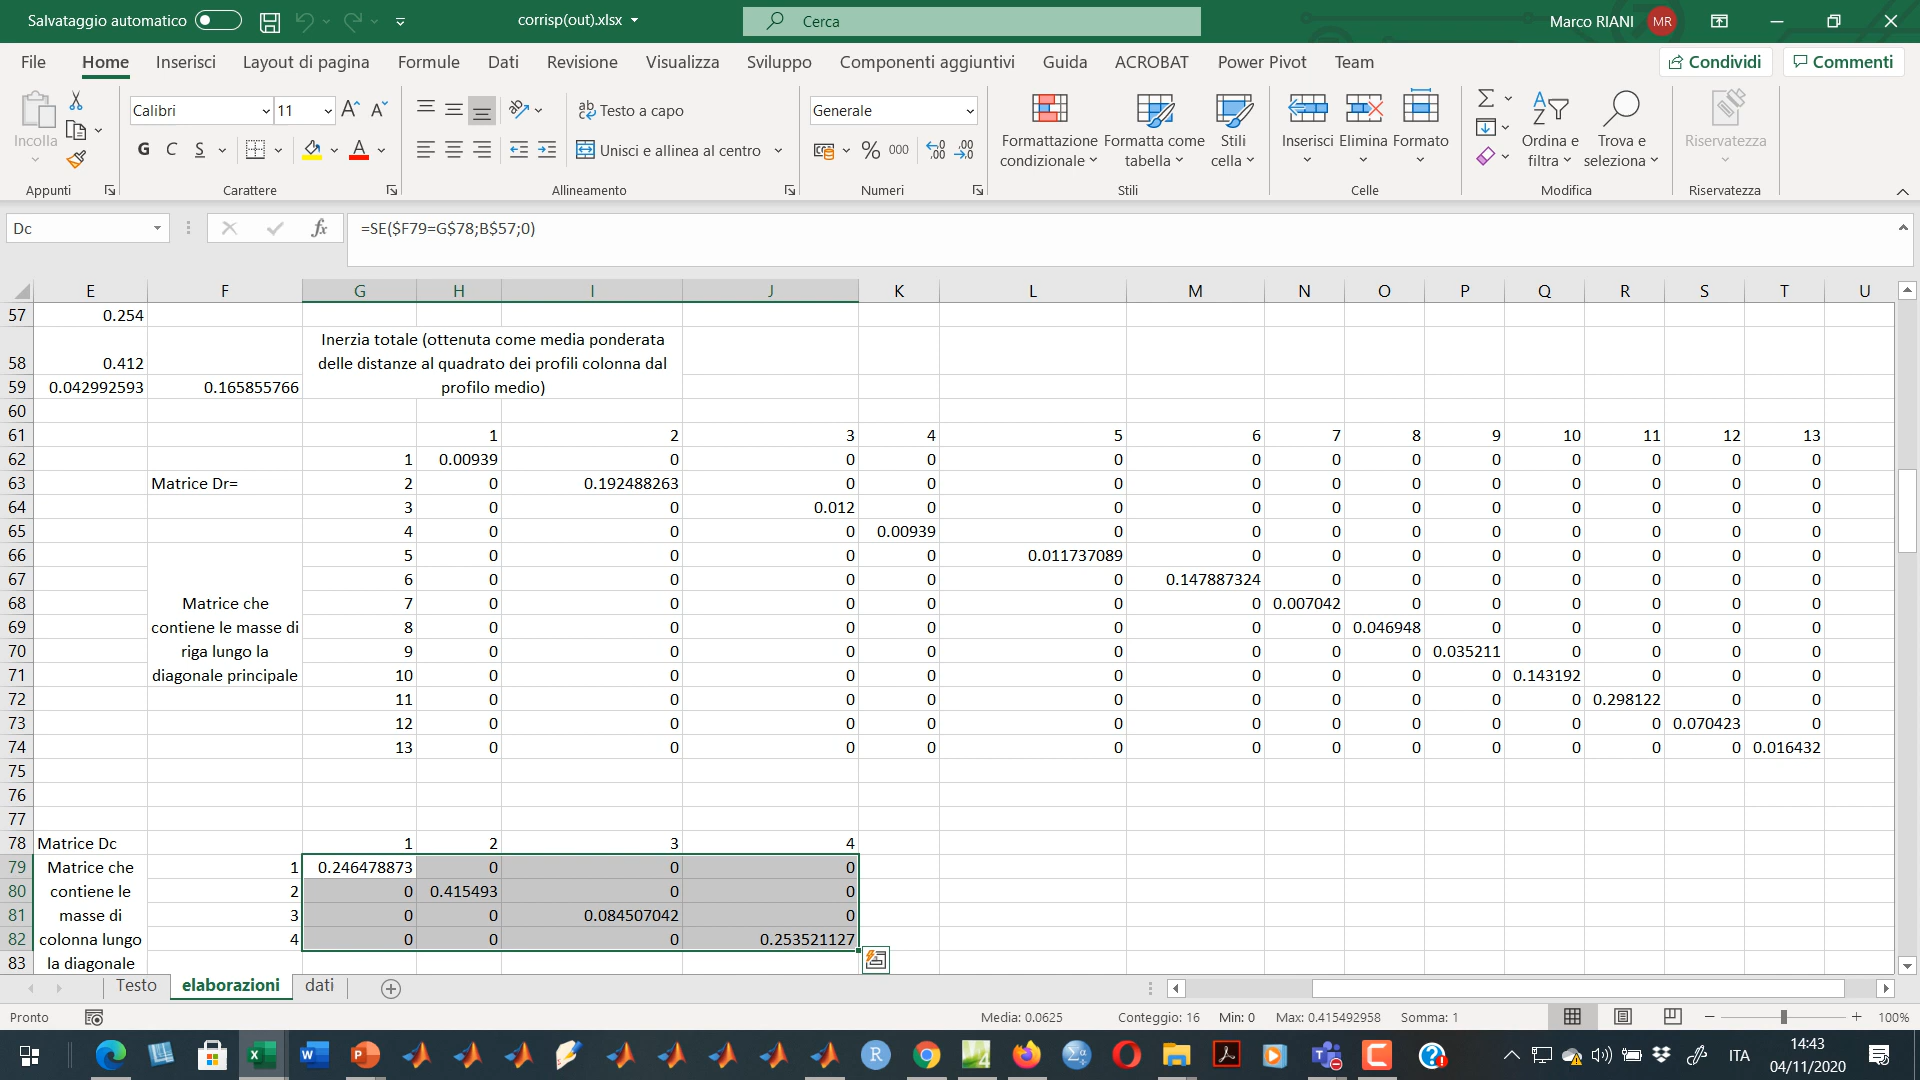 Salvataggio automatico
corrisp(out).xlsx
Cerca
Marco RIANI MR
File Home Inserisci Layout di pagina Formule Dati Revisione Visualizza Sviluppo Componenti aggiuntivi Guida ACROBAT Power Pivot Team Condividi Commenti
Incolla
Calibri 11
G C S
ab Testo a capo
Unisci e allinea al centro
Generale
% 000
Formattazione condizionale
Formatta come tabella
Stili cella
Inserisci Elimina Formato
Ordina e filtra
Trova e seleziona
Riservatezza
Appunti Carattere Allineamento Numeri Stili Celle Modifica Riservatezza
Dc fx =SE($F79=G$78;B$57;0)
E F G H I J K L M N O P Q R S T U
57 0.254
58 0.412
59 0.042992593 0.165855766
Inerzia totale (ottenuta come media ponderata
delle distanze al quadrato dei profili colonna dal
profilo medio)
60
61 1 2 3 4 5 6 7 8 9 10 11 12 13
62 1 0.00939 0 0 0 0 0 0 0 0 0 0 0 0
63 Matrice Dr= 2 0 0.192488263 0 0 0 0 0 0 0 0 0 0 0
64 3 0 0 0.012 0 0 0 0 0 0 0 0 0 0
65 4 0 0 0 0.00939 0 0 0 0 0 0 0 0 0
66 5 0 0 0 0 0.011737089 0 0 0 0 0 0 0 0
67 6 0 0 0 0 0 0.147887324 0 0 0 0 0 0 0
68 Matrice che 7 0 0 0 0 0 0 0.007042 0 0 0 0 0 0
69 contiene le masse di 8 0 0 0 0 0 0 0 0.046948 0 0 0 0 0
70 riga lungo la 9 0 0 0 0 0 0 0 0 0.035211 0 0 0 0
71 diagonale principale 10 0 0 0 0 0 0 0 0 0 0.143192 0 0 0
72 11 0 0 0 0 0 0 0 0 0 0 0.298122 0 0
73 12 0 0 0 0 0 0 0 0 0 0 0 0.070423 0
74 13 0 0 0 0 0 0 0 0 0 0 0 0 0.016432
75
76
77
78 Matrice Dc 1 2 3 4
79 Matrice che 1 0.246478873 0 0 0
80 contiene le 2 0 0.415493 0 0
81 masse di 3 0 0 0.084507042 0
82 colonna lungo 4 0 0 0 0.253521127
83 la diagonale
Testo elaborazioni dati
Pronto
Media: 0.0625 Conteggio: 16 Min: 0 Max: 0.415492958 Somma: 1 100%
ITA
14:43
04/11/2020